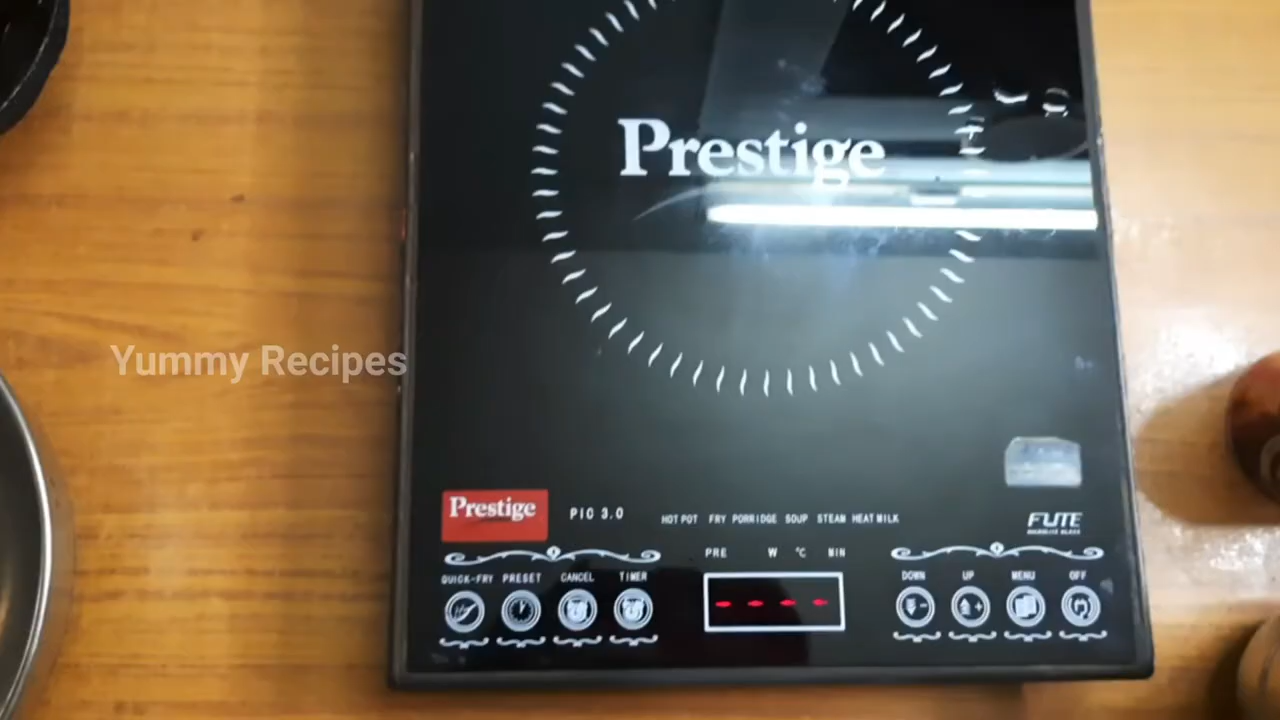 Prestige
Yummy Recipes
Prestige
PIC 3.0
HOT POT FRY PORRIDGE SOUP STEAM HEAT MILK
PRE W °C MIN
QUICK-FRY PRESET CANCEL TIMER
DOWN UP MENU OFF